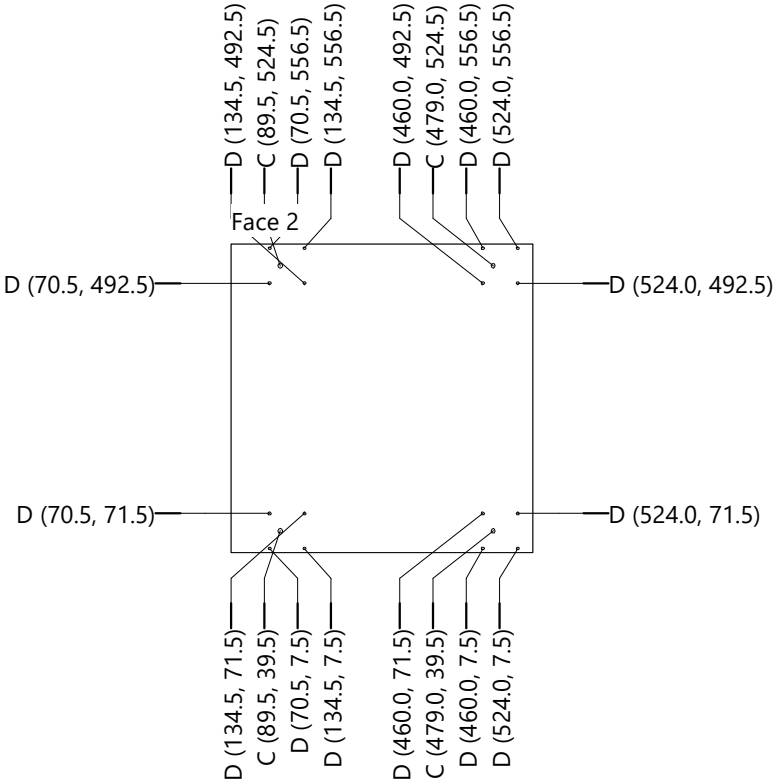 D (134.5, 492.5)
C (89.5, 524.5)
D (70.5, 556.5)
D (134.5, 556.5)
D (460.0, 492.5)
C (479.0, 524.5)
D (460.0, 556.5)
D (524.0, 556.5)
Face 2
D (70.5, 492.5)
D (524.0, 492.5)
D (70.5, 71.5)
D (524.0, 71.5)
D (134.5, 71.5)
C (89.5, 39.5)
D (70.5, 7.5)
D (134.5, 7.5)
D (460.0, 71.5)
C (479.0, 39.5)
D (460.0, 7.5)
D (524.0, 7.5)